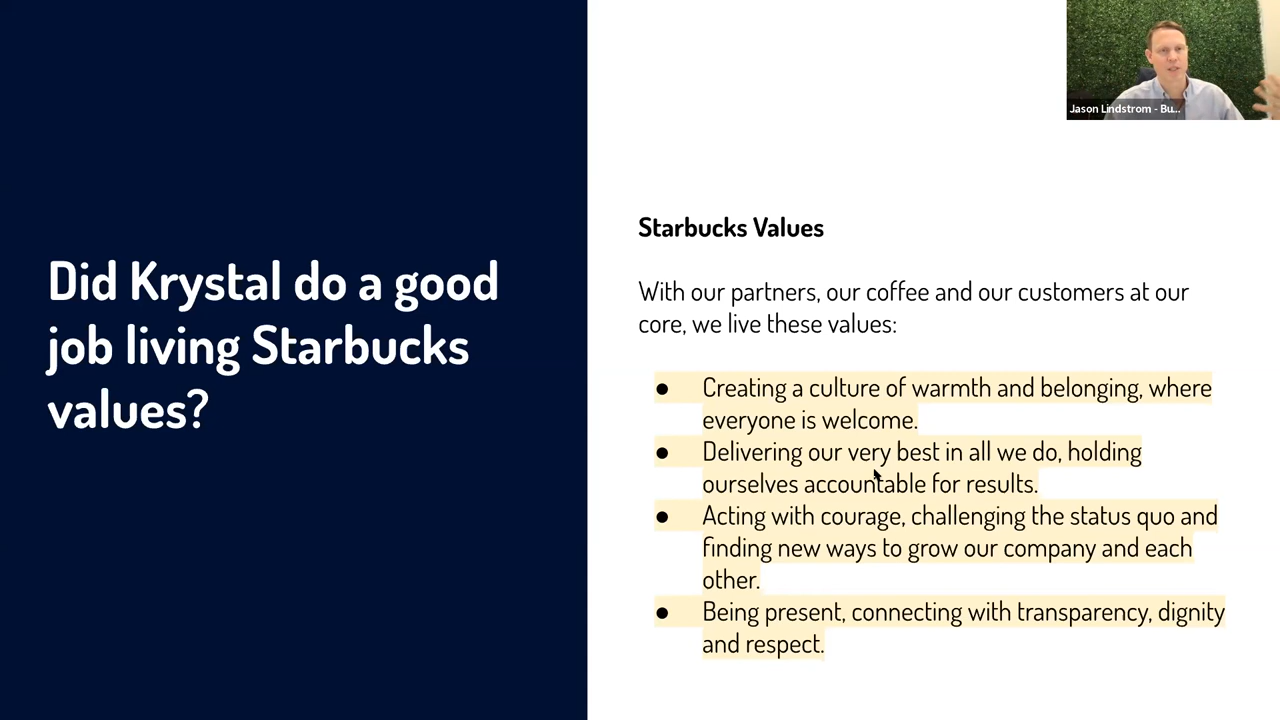 Jason Lindstrom - Bu...
Did Krystal do a good
job living Starbucks
values?
Starbucks Values
With our partners, our coffee and our customers at our
core, we live these values:
● Creating a culture of warmth and belonging, where
everyone is welcome.
● Delivering our very best in all we do, holding
ourselves accountable for results.
● Acting with courage, challenging the status quo and
finding new ways to grow our company and each
other.
● Being present, connecting with transparency, dignity
and respect.